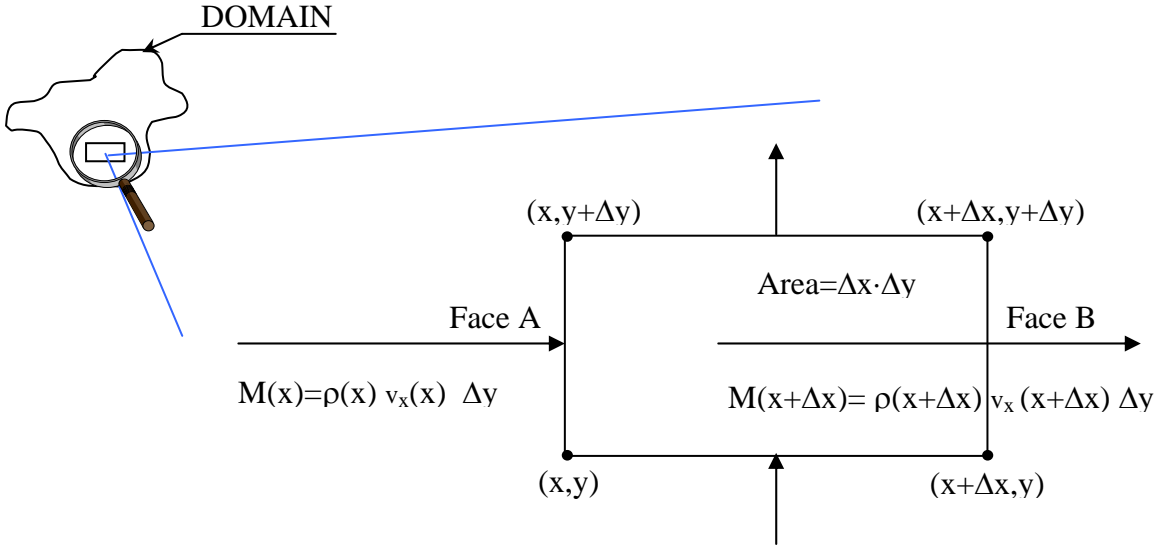 DOMAIN
(x,y+Δy)
(x+Δx,y+Δy)
Area=Δx·Δy
Face A
Face B
M(x)=ρ(x) vₓ(x) Δy
M(x+Δx)= ρ(x+Δx) vₓ (x+Δx) Δy
(x,y)
(x+Δx,y)